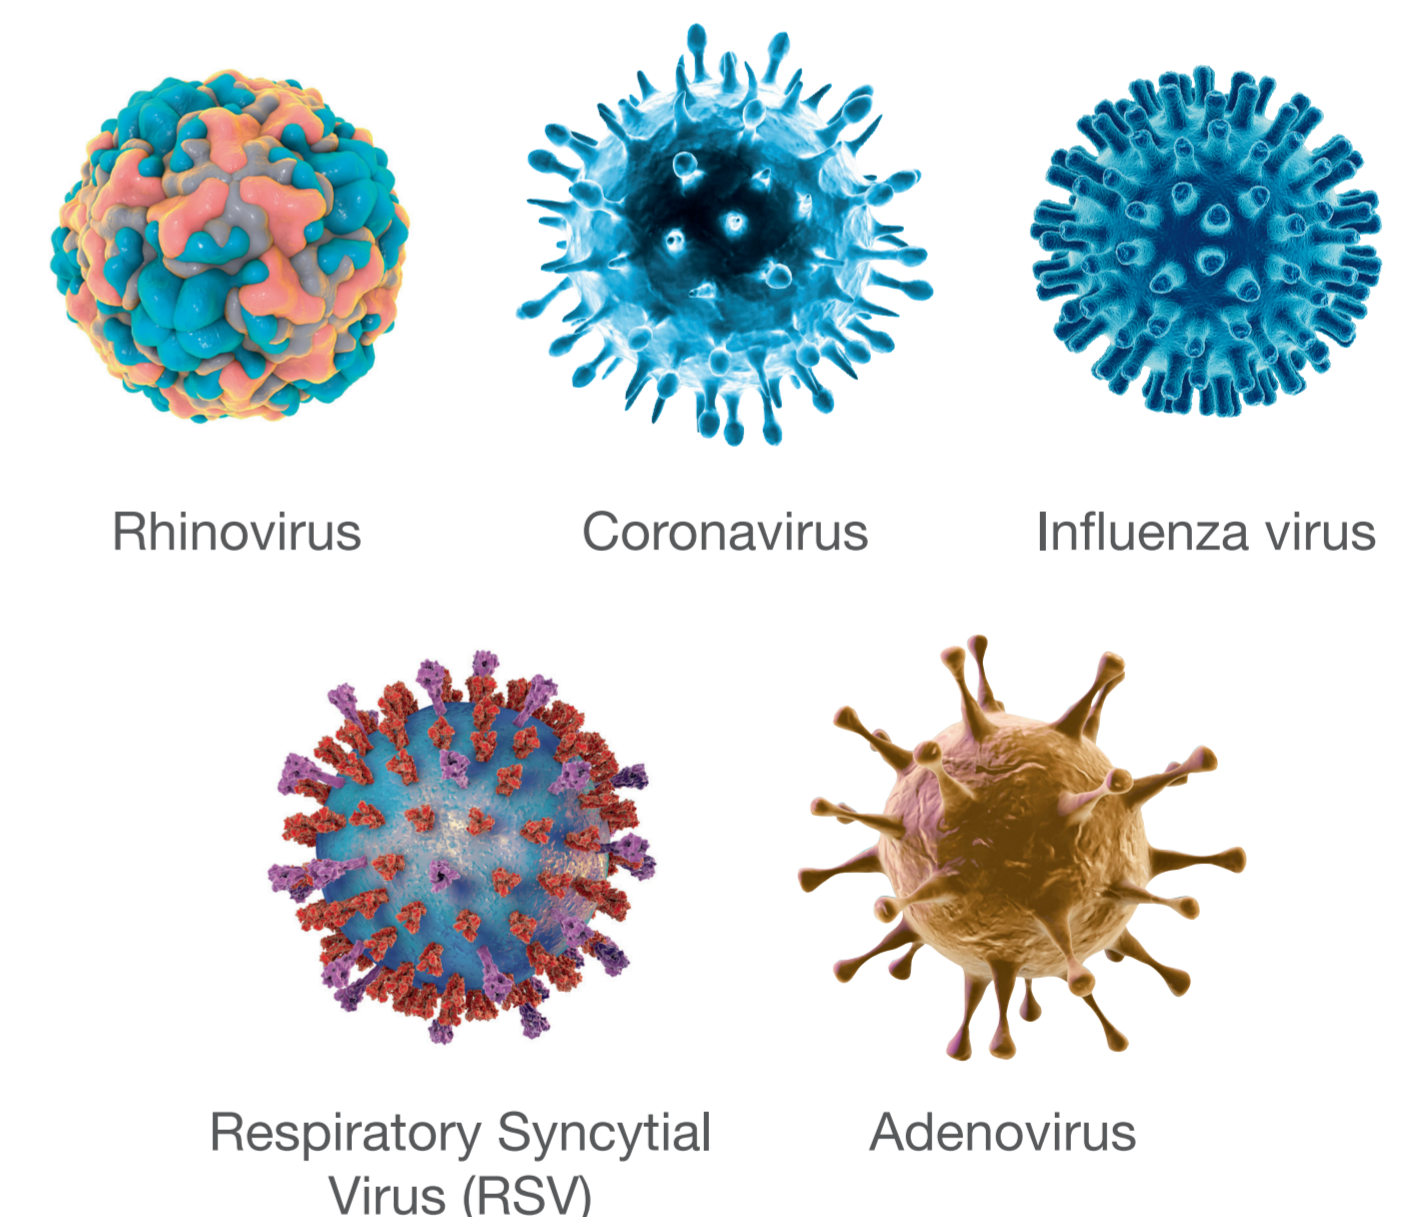 Rhinovirus
Coronavirus
Influenza virus
Respiratory Syncytial
Virus (RSV)
Adenovirus